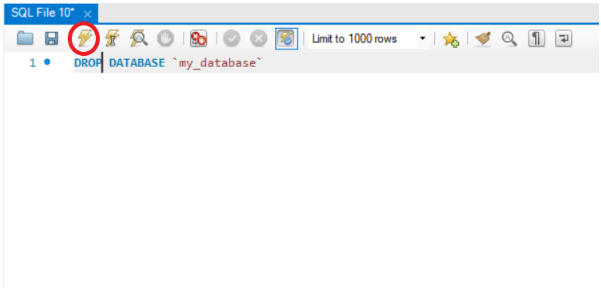 SQL File 10*
Limit to 1000 rows
1 DROP DATABASE `my_database`